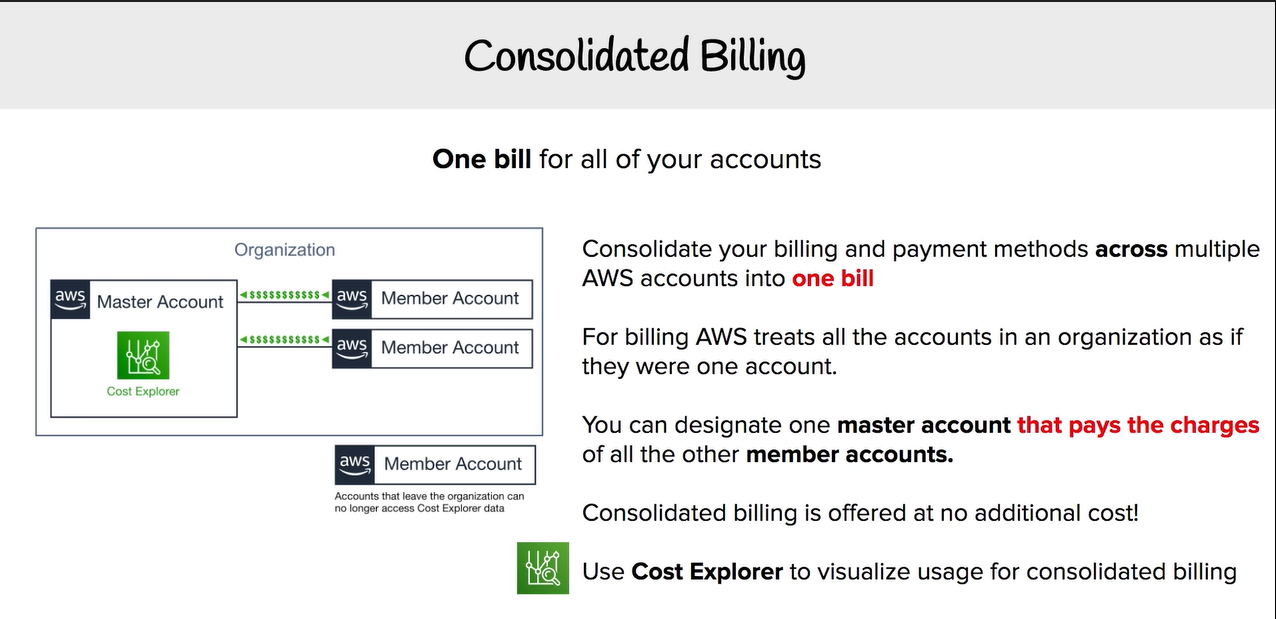 Consolidated Billing
One bill for all of your accounts
Organization
aws Master Account
Cost Explorer
$$$$$$$$$$$
aws Member Account
$$$$$$$$$$$
aws Member Account
aws Member Account
Accounts that leave the organization can
no longer access Cost Explorer data
Consolidate your billing and payment methods across multiple
AWS accounts into one bill
For billing AWS treats all the accounts in an organization as if
they were one account.
You can designate one master account that pays the charges
of all the other member accounts.
Consolidated billing is offered at no additional cost!
Use Cost Explorer to visualize usage for consolidated billing